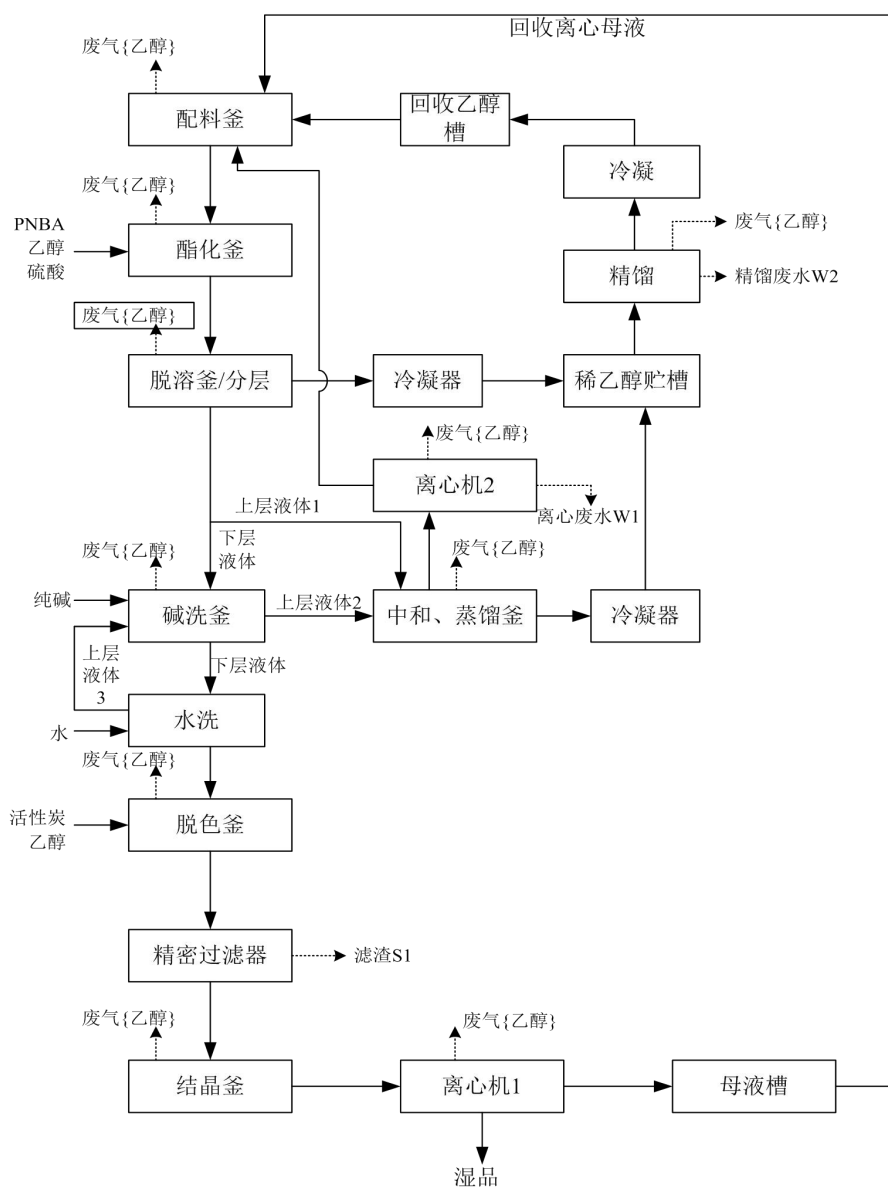 回收离心母液
废气{乙醇}
配料釜
回收乙醇
槽
冷凝
废气{乙醇}
PNBA
乙醇
硫酸
酯化釜
废气{乙醇}
精馏
精馏废水W2
废气{乙醇}
脱溶釜/分层
冷凝器
稀乙醇贮槽
废气{乙醇}
离心机2
离心废水W1
上层液体1
下层
液体
废气{乙醇}
废气{乙醇}
纯碱
碱洗釜
上层液体2
中和、蒸馏釜
冷凝器
上层
液体
3
下层液体
水洗
水
废气{乙醇}
活性炭
乙醇
脱色釜
精密过滤器
滤渣S1
废气{乙醇}
废气{乙醇}
结晶釜
离心机1
母液槽
湿品